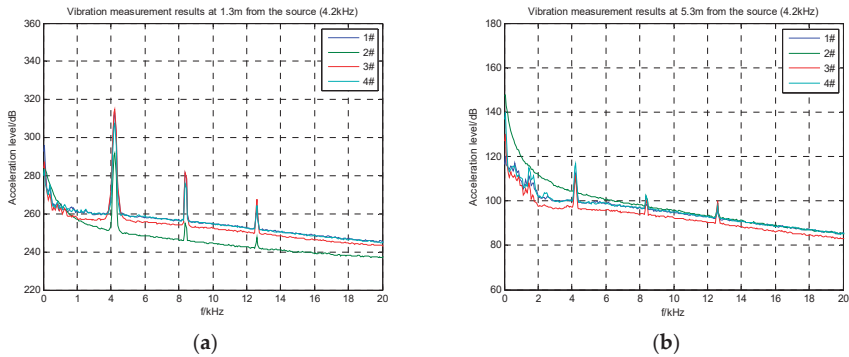 Vibration measurement results at 1.3m from the source (4.2kHz)
360
340
320
300
280
260
240
220
Acceleration level/dB
1#
2#
3#
4#
0 1 4 6 8 10 12 14 16 18 20
f/kHz
(a)
Vibration measurement results at 5.3m from the source (4.2kHz)
180
160
140
120
100
80
60
Acceleration level/dB
1#
2#
3#
4#
0 2 4 6 8 10 12 14 16 18 20
f/kHz
(b)